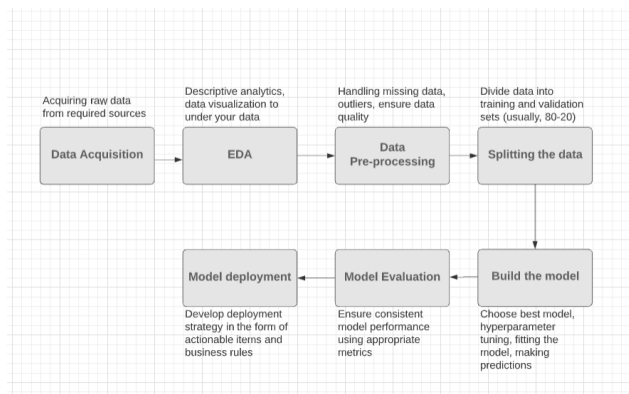 Acquiring raw data
from required sources
Data Acquisition
Descriptive analytics,
data visualization to
under your data
EDA
Handling missing data,
outliers, ensure data
quality
Data
Pre-processing
Divide data into
training and validation
sets (usually, 80-20)
Splitting the data
Build the model
Choose best model,
hyperparameter
tuning, fitting the
model, making
predictions
Model Evaluation
Ensure consistent
model performance
using appropriate
metrics
Model deployment
Develop deployment
strategy in the form of
actionable items and
business rules